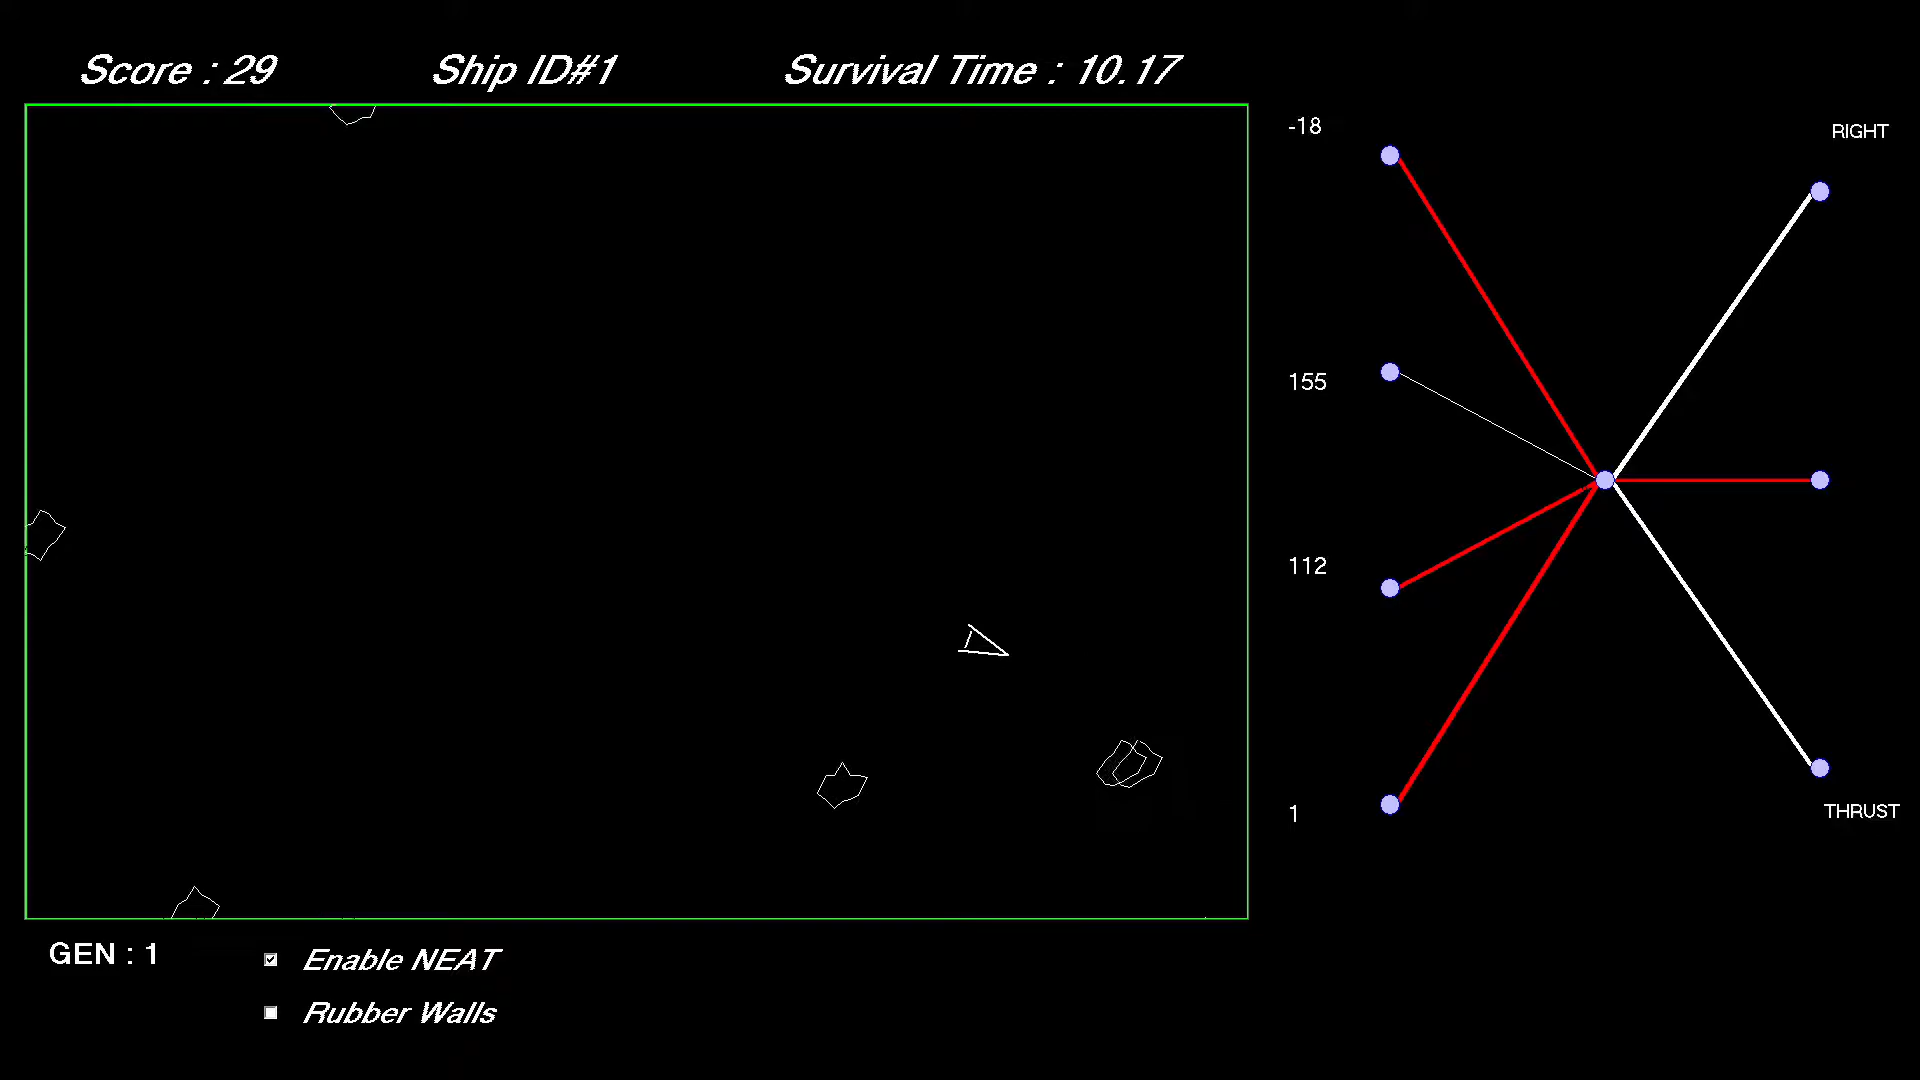 Score : 29
Ship ID#1
Survival Time : 10.17
-18
RIGHT
155
112
1
THRUST
GEN : 1
Enable NEAT
Rubber Walls